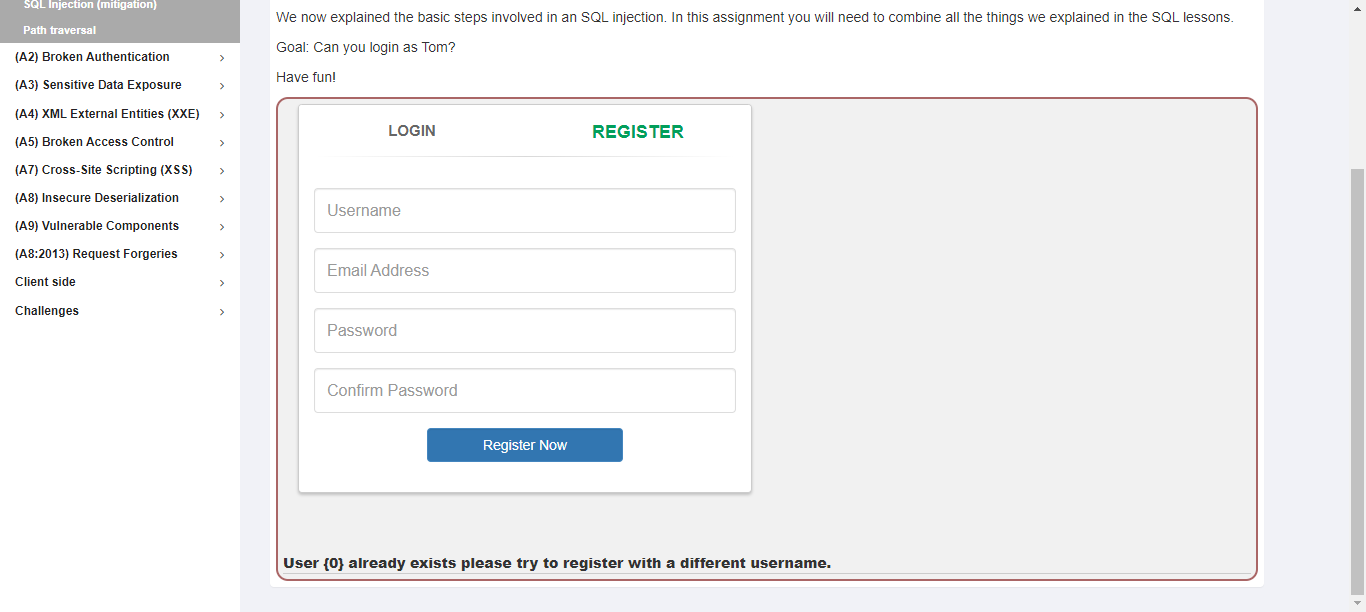 SQL Injection (mitigation)
Path traversal
(A2) Broken Authentication
(A3) Sensitive Data Exposure
(A4) XML External Entities (XXE)
(A5) Broken Access Control
(A7) Cross-Site Scripting (XSS)
(A8) Insecure Deserialization
(A9) Vulnerable Components
(A8:2013) Request Forgeries
Client side
Challenges
We now explained the basic steps involved in an SQL injection. In this assignment you will need to combine all the things we explained in the SQL lessons.
Goal: Can you login as Tom?
Have fun!
LOGIN REGISTER
Username
Email Address
Password
Confirm Password
Register Now
User {0} already exists please try to register with a different username.